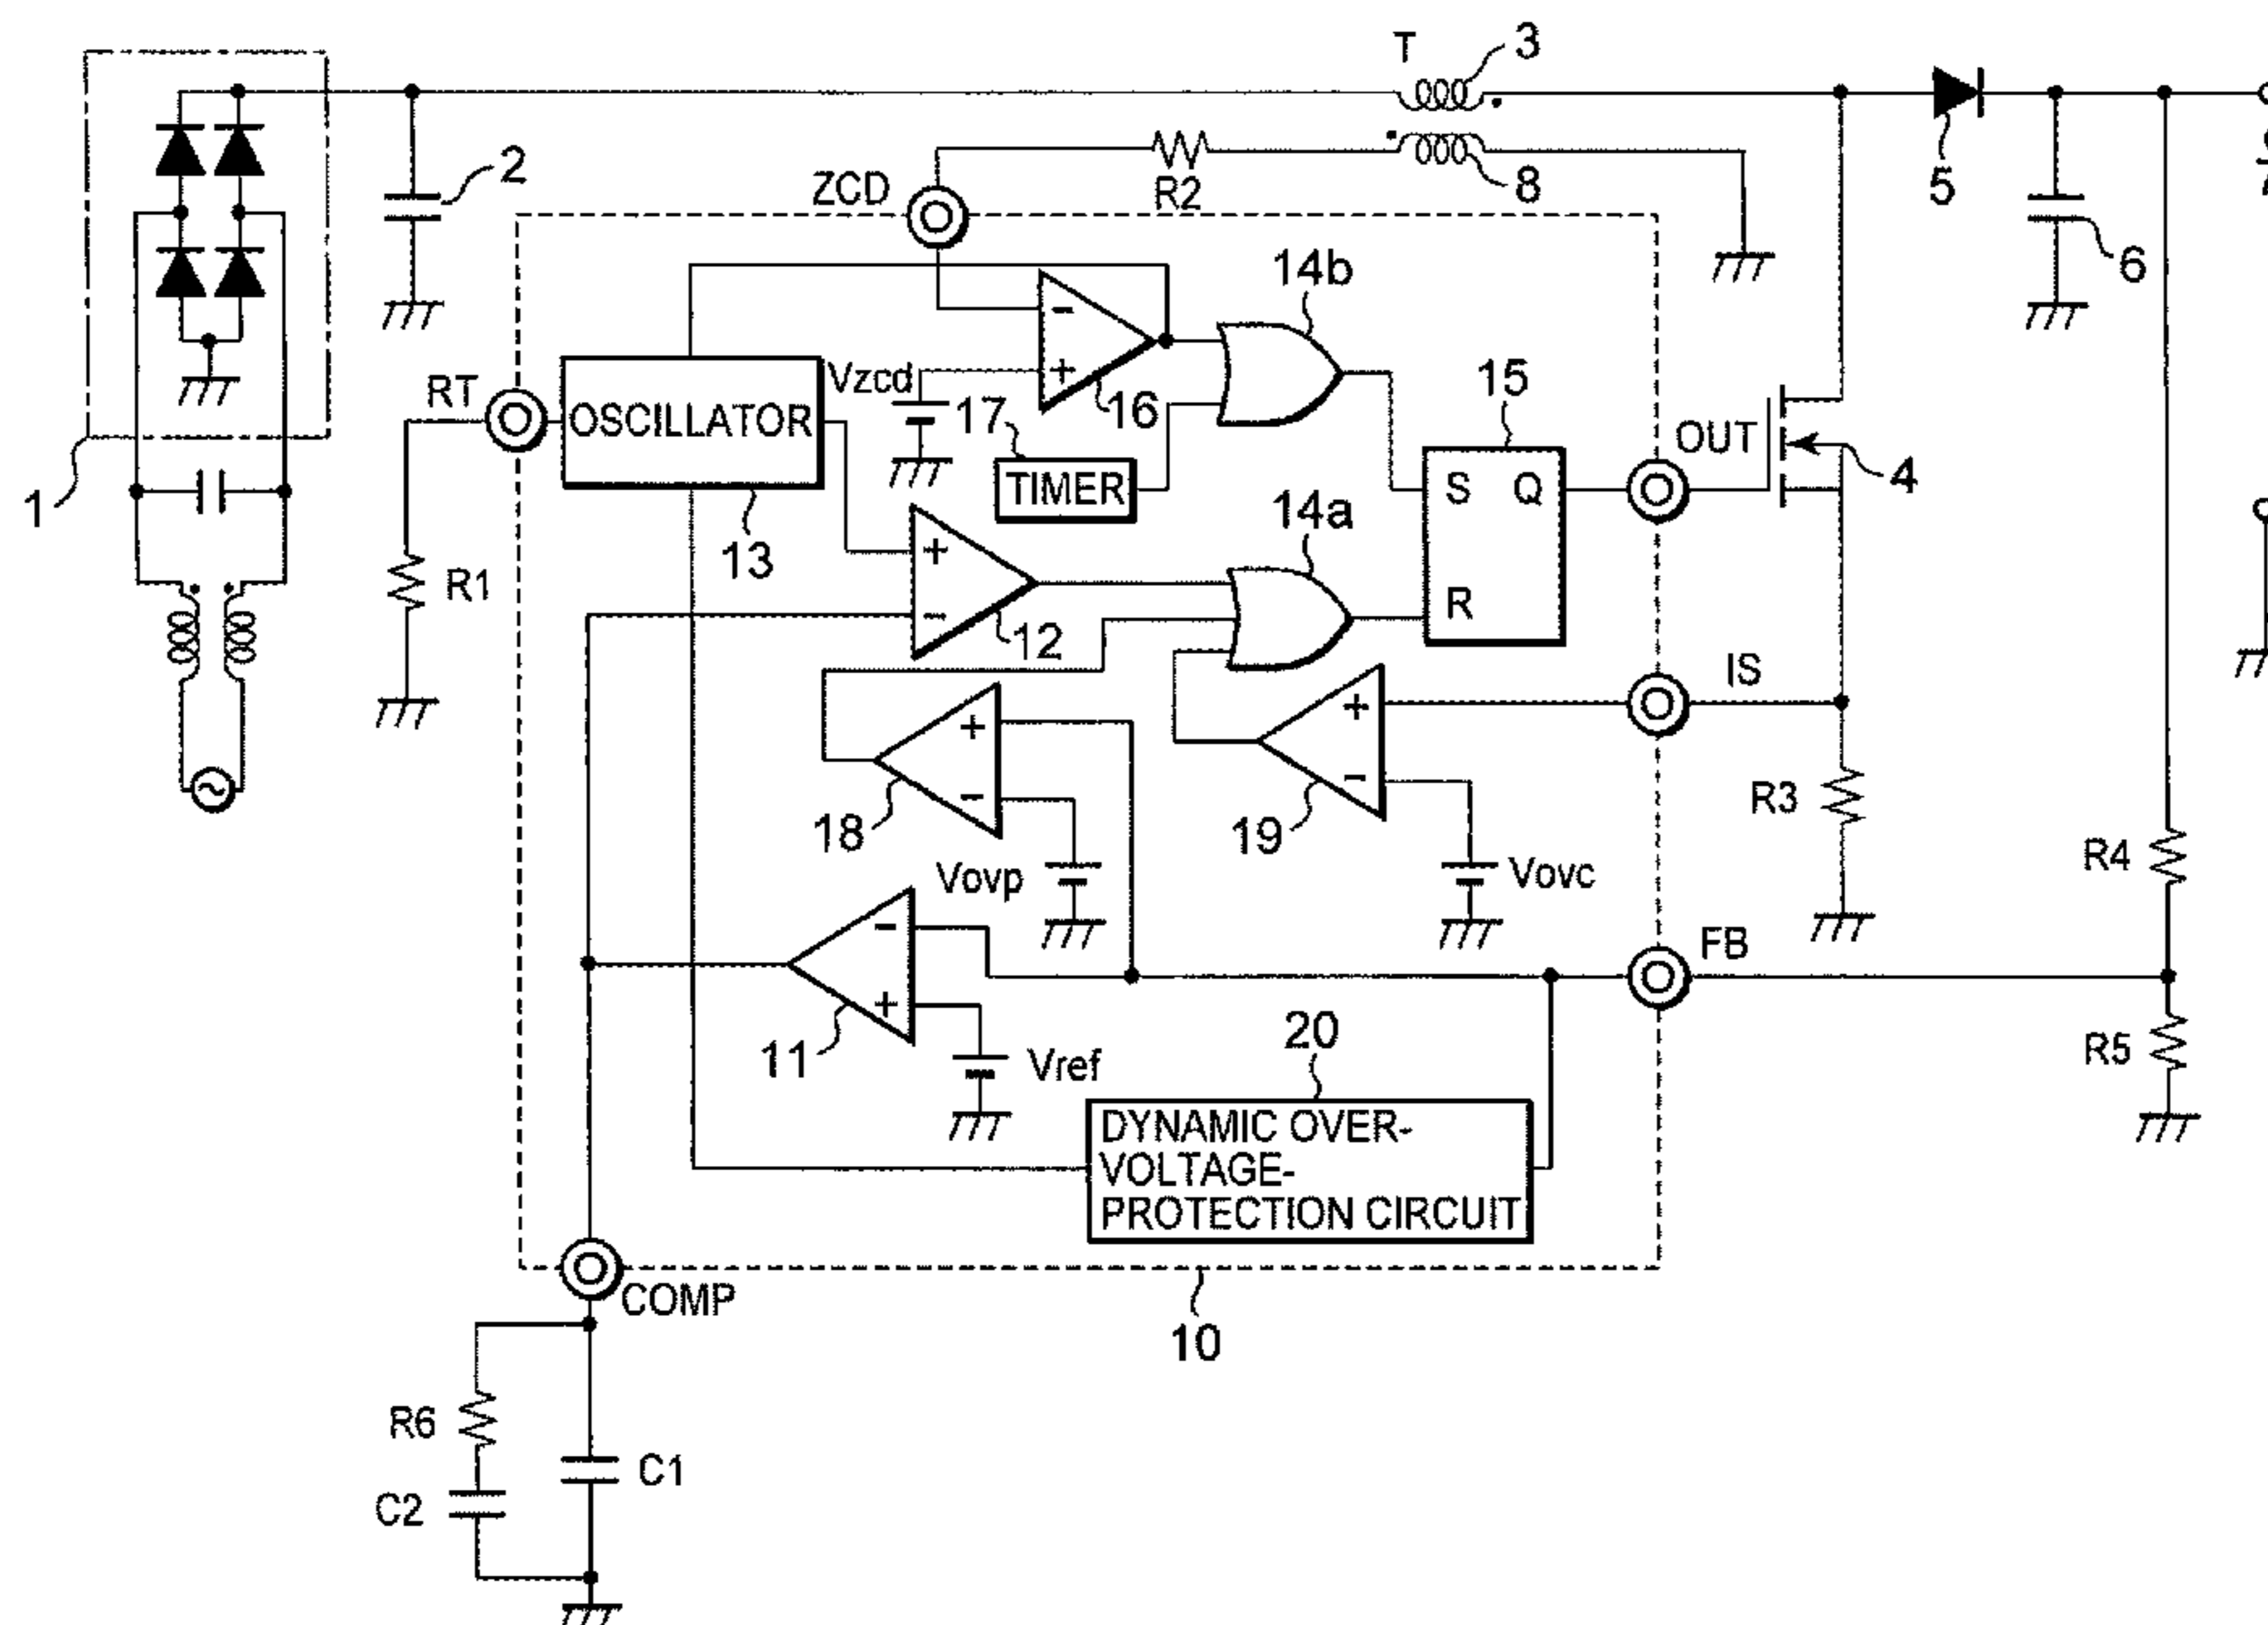 T
3
2
ZCD
R2
8
5
6
14b
Vzcd
15
RT
OSCILLATOR
17
16
OUT
TIMER
S Q
4
1
14a
13
R1
12
R
IS
18
19
R3
Vovp
Vovc
R4
FB
11
Vref
20
R5
DYNAMIC OVER-
VOLTAGE-
PROTECTION CIRCUIT
COMP
10
R6
C1
C2